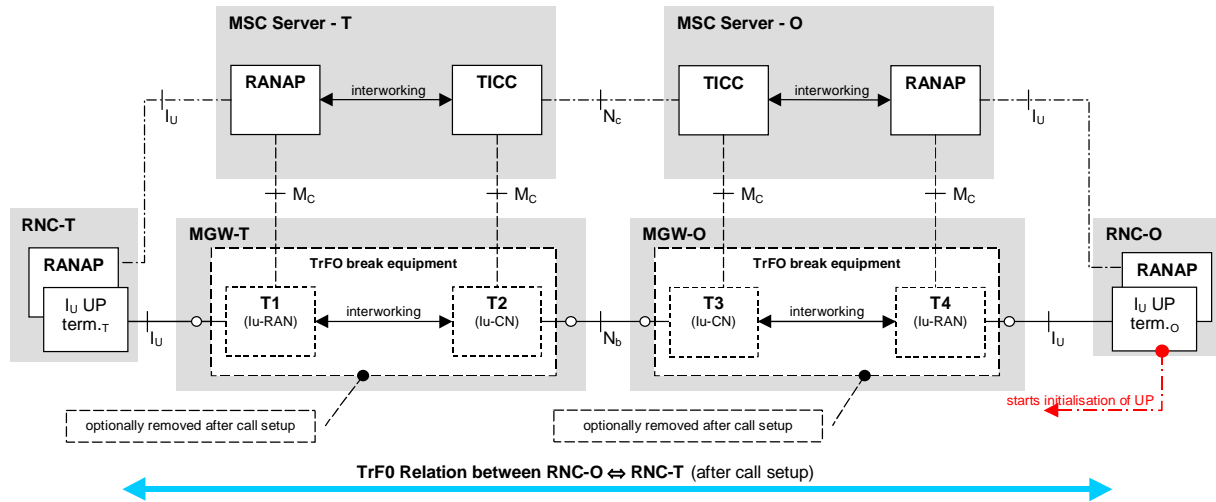 MSC Server - T
MSC Server - O
RANAP
interworking
TICC
TICC
interworking
RANAP
IU
NC
IU
MC
MC
MC
MC
RNC-T
MGW-T
MGW-O
RNC-O
RANAP
TrFO break equipment
TrFO break equipment
RANAP
IU UP
term.T
T1
(Iu-RAN)
interworking
T2
(Iu-CN)
T3
(Iu-CN)
interworking
T4
(Iu-RAN)
IU UP
term.O
IU
Nb
IU
starts initialisation of UP
optionally removed after call setup
optionally removed after call setup
TrF0 Relation between RNC-O ⇔ RNC-T (after call setup)